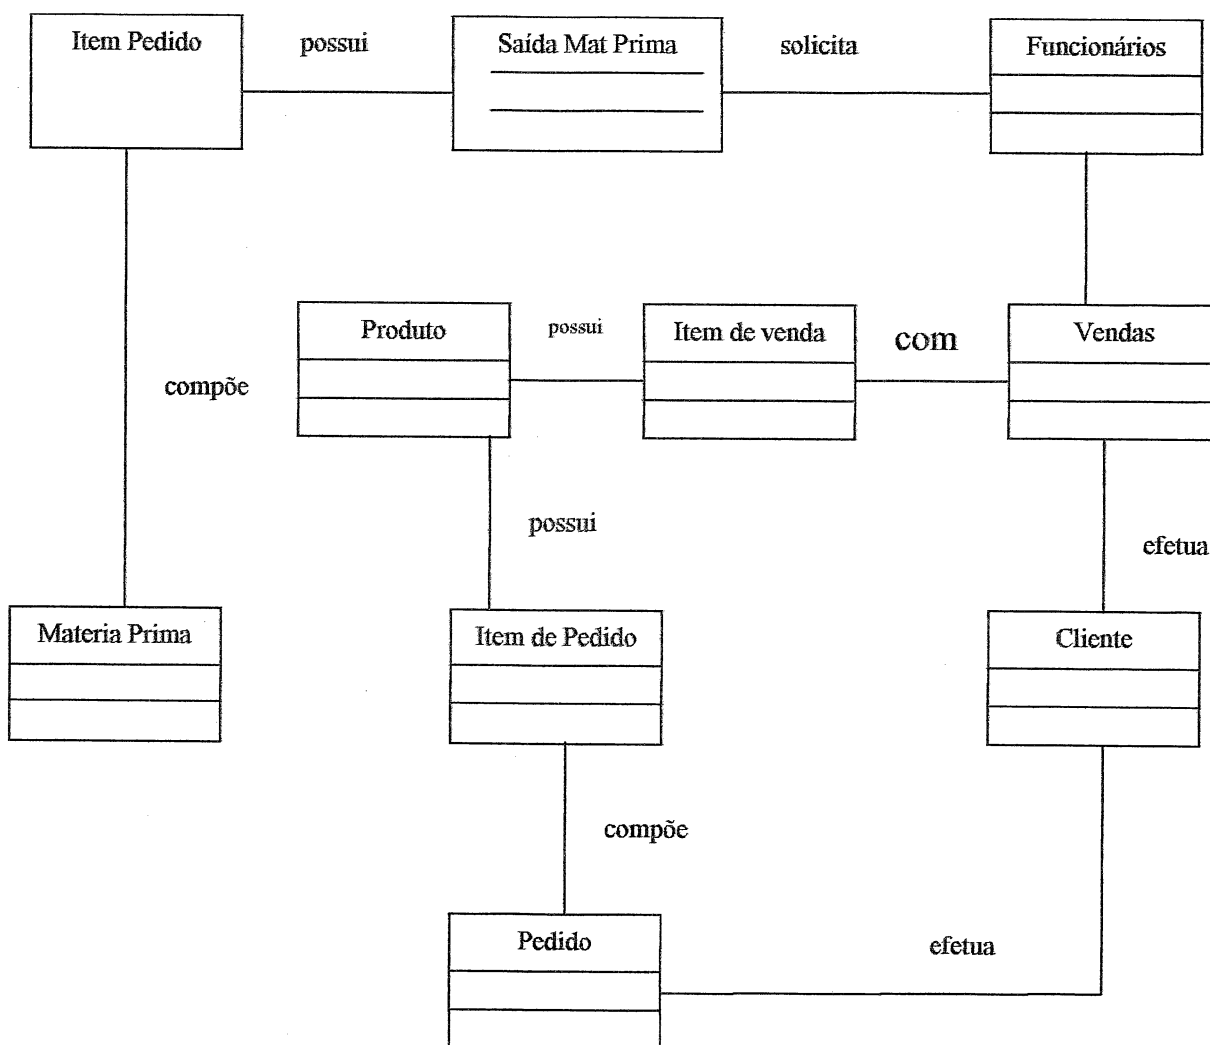 Item Pedido
possui
Saída Mat Prima
solicita
Funcionários
Produto
possui
Item de venda
com
Vendas
compõe
possui
efetua
Materia Prima
Item de Pedido
Cliente
compõe
Pedido
efetua